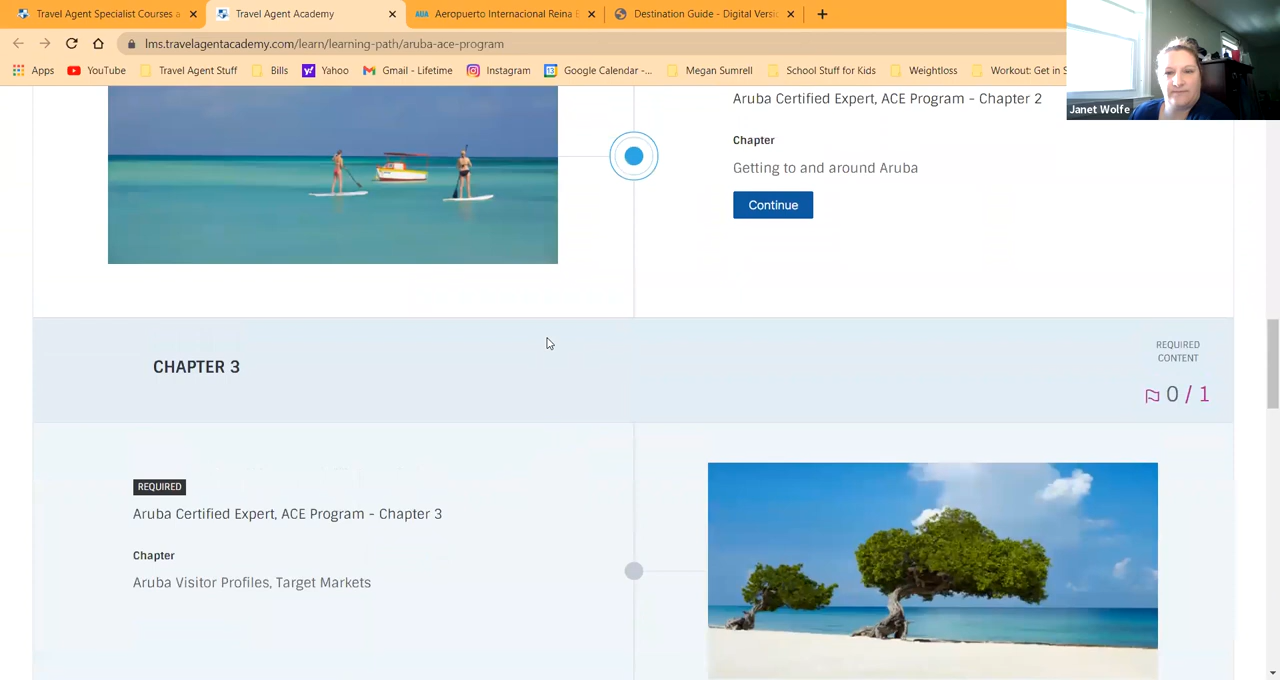 Travel Agent Specialist Courses a
Travel Agent Academy
AUA Aeropuerto Internacional Reina B
Destination Guide - Digital Versi
lms.travelagentacademy.com/learn/learning-path/aruba-ace-program
Apps YouTube Travel Agent Stuff Bills Yahoo Gmail - Lifetime Instagram Google Calendar -... Megan Sumrell School Stuff for Kids Weightloss Workout: Get in S
Janet Wolfe
Aruba Certified Expert, ACE Program - Chapter 2
Chapter
Getting to and around Aruba
Continue
CHAPTER 3
REQUIRED
CONTENT
0 / 1
REQUIRED
Aruba Certified Expert, ACE Program - Chapter 3
Chapter
Aruba Visitor Profiles, Target Markets